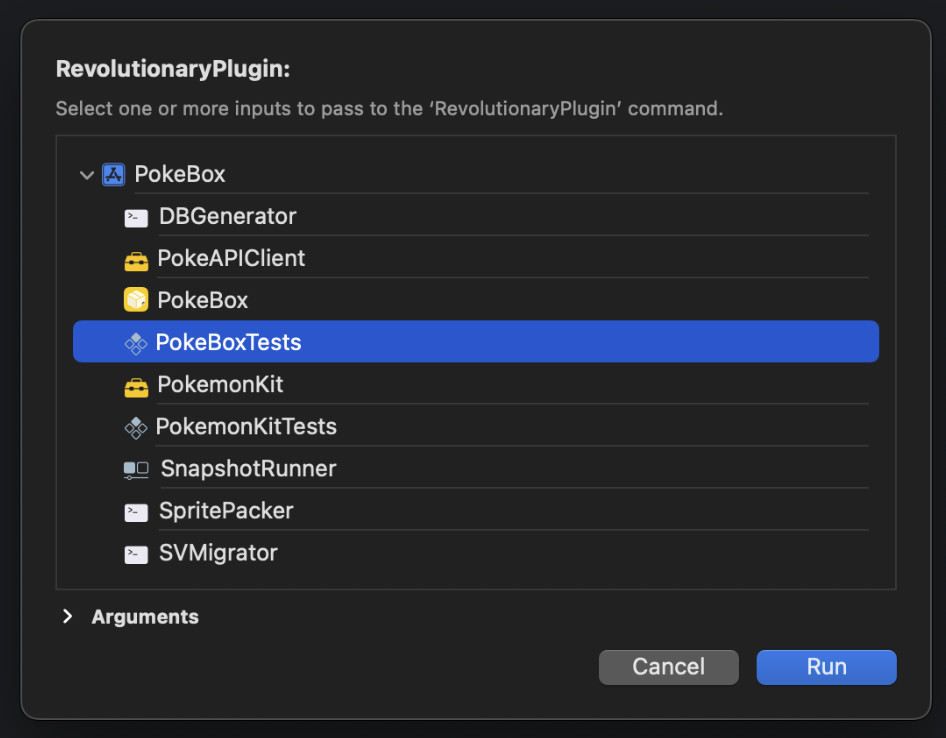 RevolutionaryPlugin:
Select one or more inputs to pass to the ‘RevolutionaryPlugin’ command.
PokeBox
DBGenerator
PokeAPIClient
PokeBox
PokeBoxTests
PokemonKit
PokemonKitTests
SnapshotRunner
SpritePacker
SVMigrator
Arguments
Cancel
Run